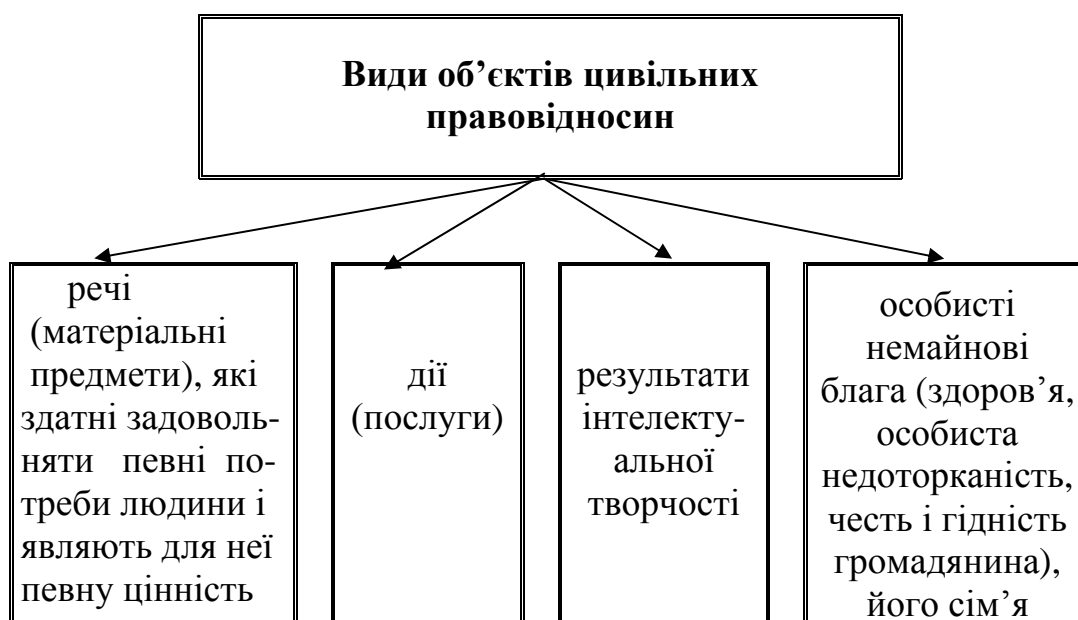 Види об’єктів цивільних
правовідносин
речі
(матеріальні
предмети), які
здатні задоволь-
няти певні по-
треби людини і
являють для неї
певну цінність
дії
(послуги)
результати
інтелекту-
альної
творчості
особисті
немайнові
блага (здоров’я,
особиста
недоторканість,
честь і гідність
громадянина),
його сім’я